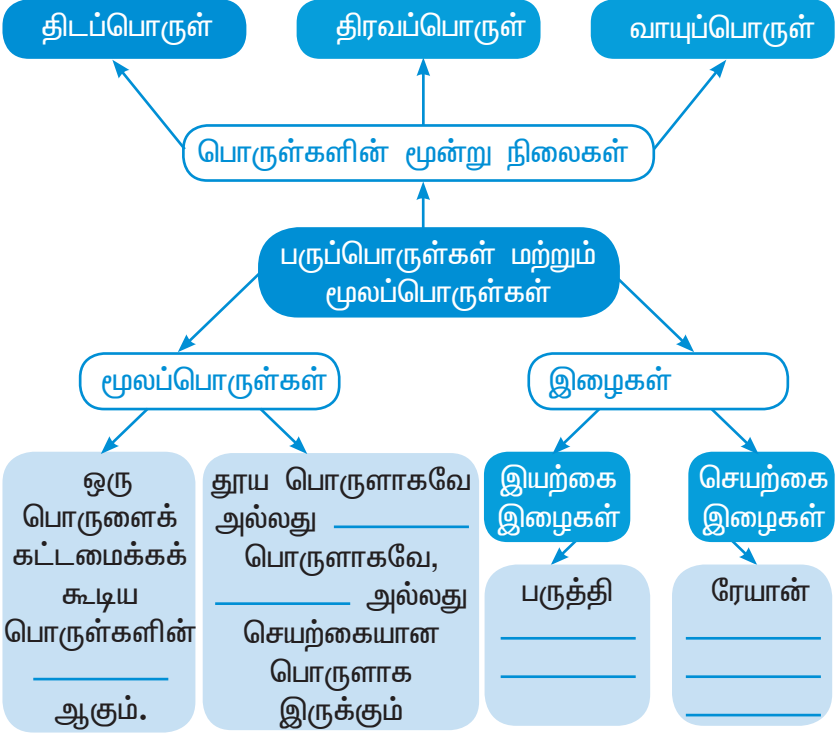 திடப்பொருள்
திரவப்பொருள்
வாயுப்பொருள்
பொருள்களின் மூன்று நிலைகள்
பருப்பொருள்கள் மற்றும்
மூலப்பொருள்கள்
மூலப்பொருள்கள்
இழைகள்
ஒரு
பொருளைக்
கட்டமைக்கக்
கூடிய
பொருள்களின்
ஆகும்.
தூய பொருளாகவே
அல்லது
பொருளாகவே,
அல்லது
செயற்கையான
பொருளாக
இருக்கும்
இயற்கை
இழைகள்
பருத்தி
செயற்கை
இழைகள்
ரேயான்